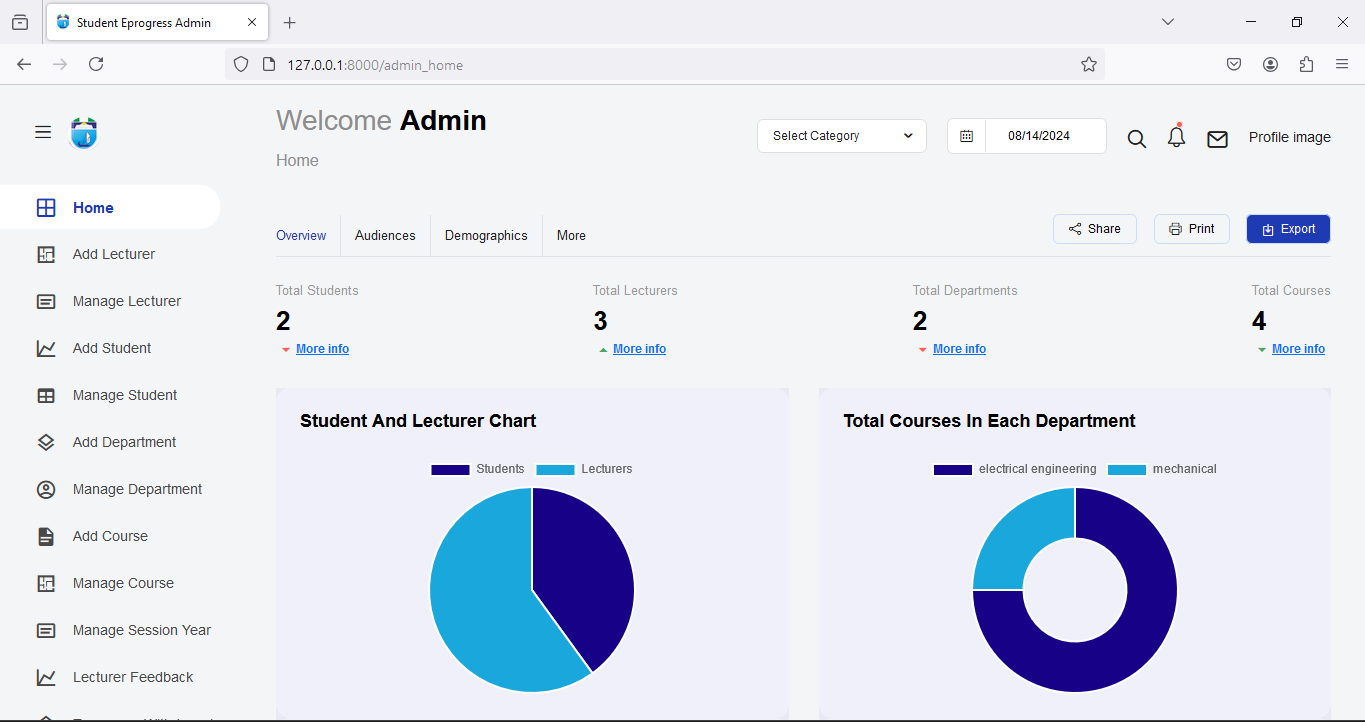 Student Eprogress Admin
127.0.0.1:8000/admin_home
Welcome Admin
Home
Select Category
08/14/2024
Profile image
Home
Add Lecturer
Manage Lecturer
Add Student
Manage Student
Add Department
Manage Department
Add Course
Manage Course
Manage Session Year
Lecturer Feedback
Overview Audiences Demographics More
Share Print Export
Total Students Total Lecturers Total Departments Total Courses
2 3 2 4
More info More info More info More info
Student And Lecturer Chart
Students Lecturers
Total Courses In Each Department
electrical engineering mechanical